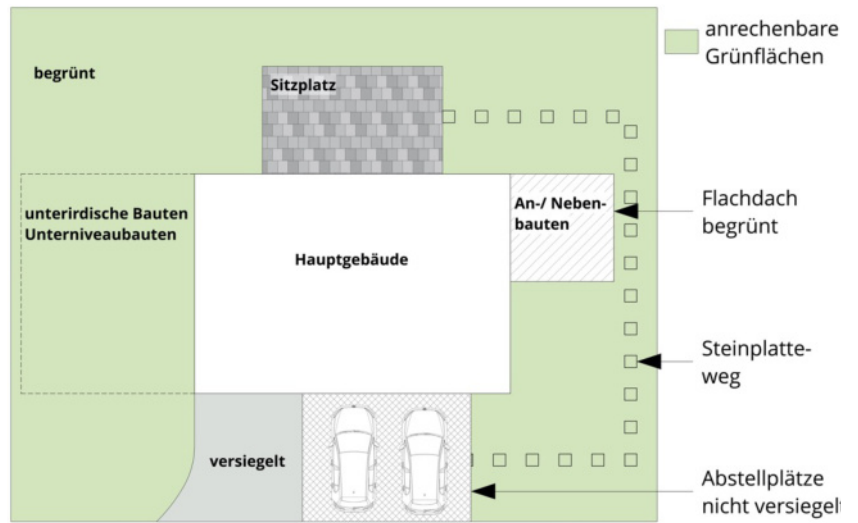 anrechenbare
Grünflächen
begrünt
Sitzplatz
unterirdische Bauten
Unterniveaubauten
An-/ Neben-
bauten
Flachdach
begrünt
Hauptgebäude
Steinplatte-
weg
versiegelt
Abstellplätze
nicht versiegelt